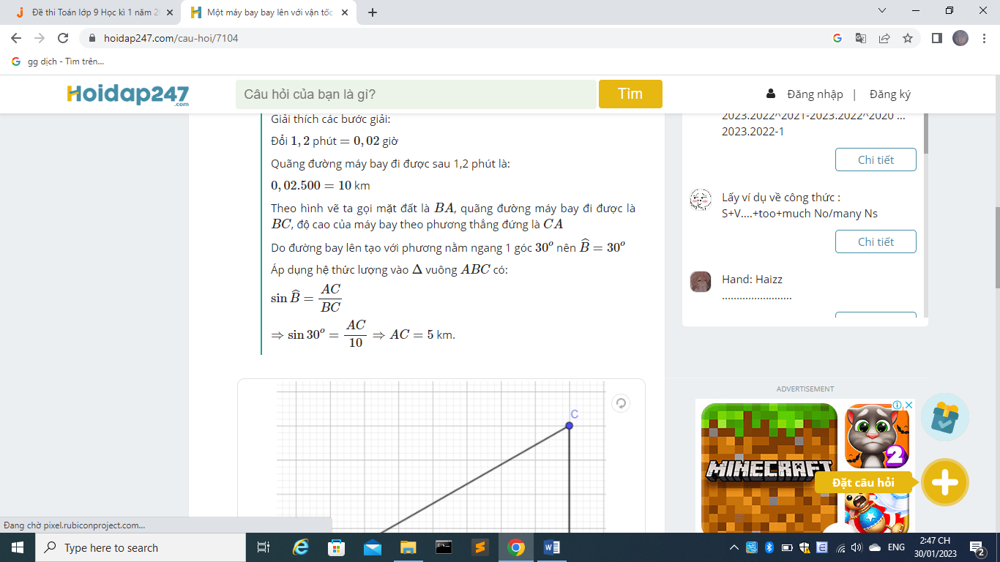 Đề thi Toán lớp 9 Học kì 1 năm 2
Một máy bay bay lên với vận tốc
hoidap247.com/cau-hoi/7104
gg dịch - Tìm trên...
Hoidap247
.com
Câu hỏi của bạn là gì?
Tìm
Đăng nhập | Đăng ký
Giải thích các bước giải:
Đổi 1,2 phút = 0,02 giờ
Quãng đường máy bay đi được sau 1,2 phút là:
0,02.500 = 10 km
Theo hình vẽ ta gọi mặt đất là BA, quãng đường máy bay đi được là
BC, độ cao của máy bay theo phương thẳng đứng là CA
Do đường bay lên tạo với phương nằm ngang 1 góc 30° nên B̂ = 30°
Áp dụng hệ thức lượng vào Δ vuông ABC có:
sin B̂ = AC/BC
⇒ sin 30° = AC/10 ⇒ AC = 5 km.
C
2023.2022^2021-2023.2022^2020 ...
2023.2022-1
Chi tiết
Lấy ví dụ về công thức :
S+V....+too+much No/many Ns
Chi tiết
Hand: Haizz
........................
ADVERTISEMENT
MINECRAFT
2
Đặt câu hỏi
Đang chờ pixel.rubiconproject.com...
Type here to search
ENG
2:47 CH
30/01/2023
2